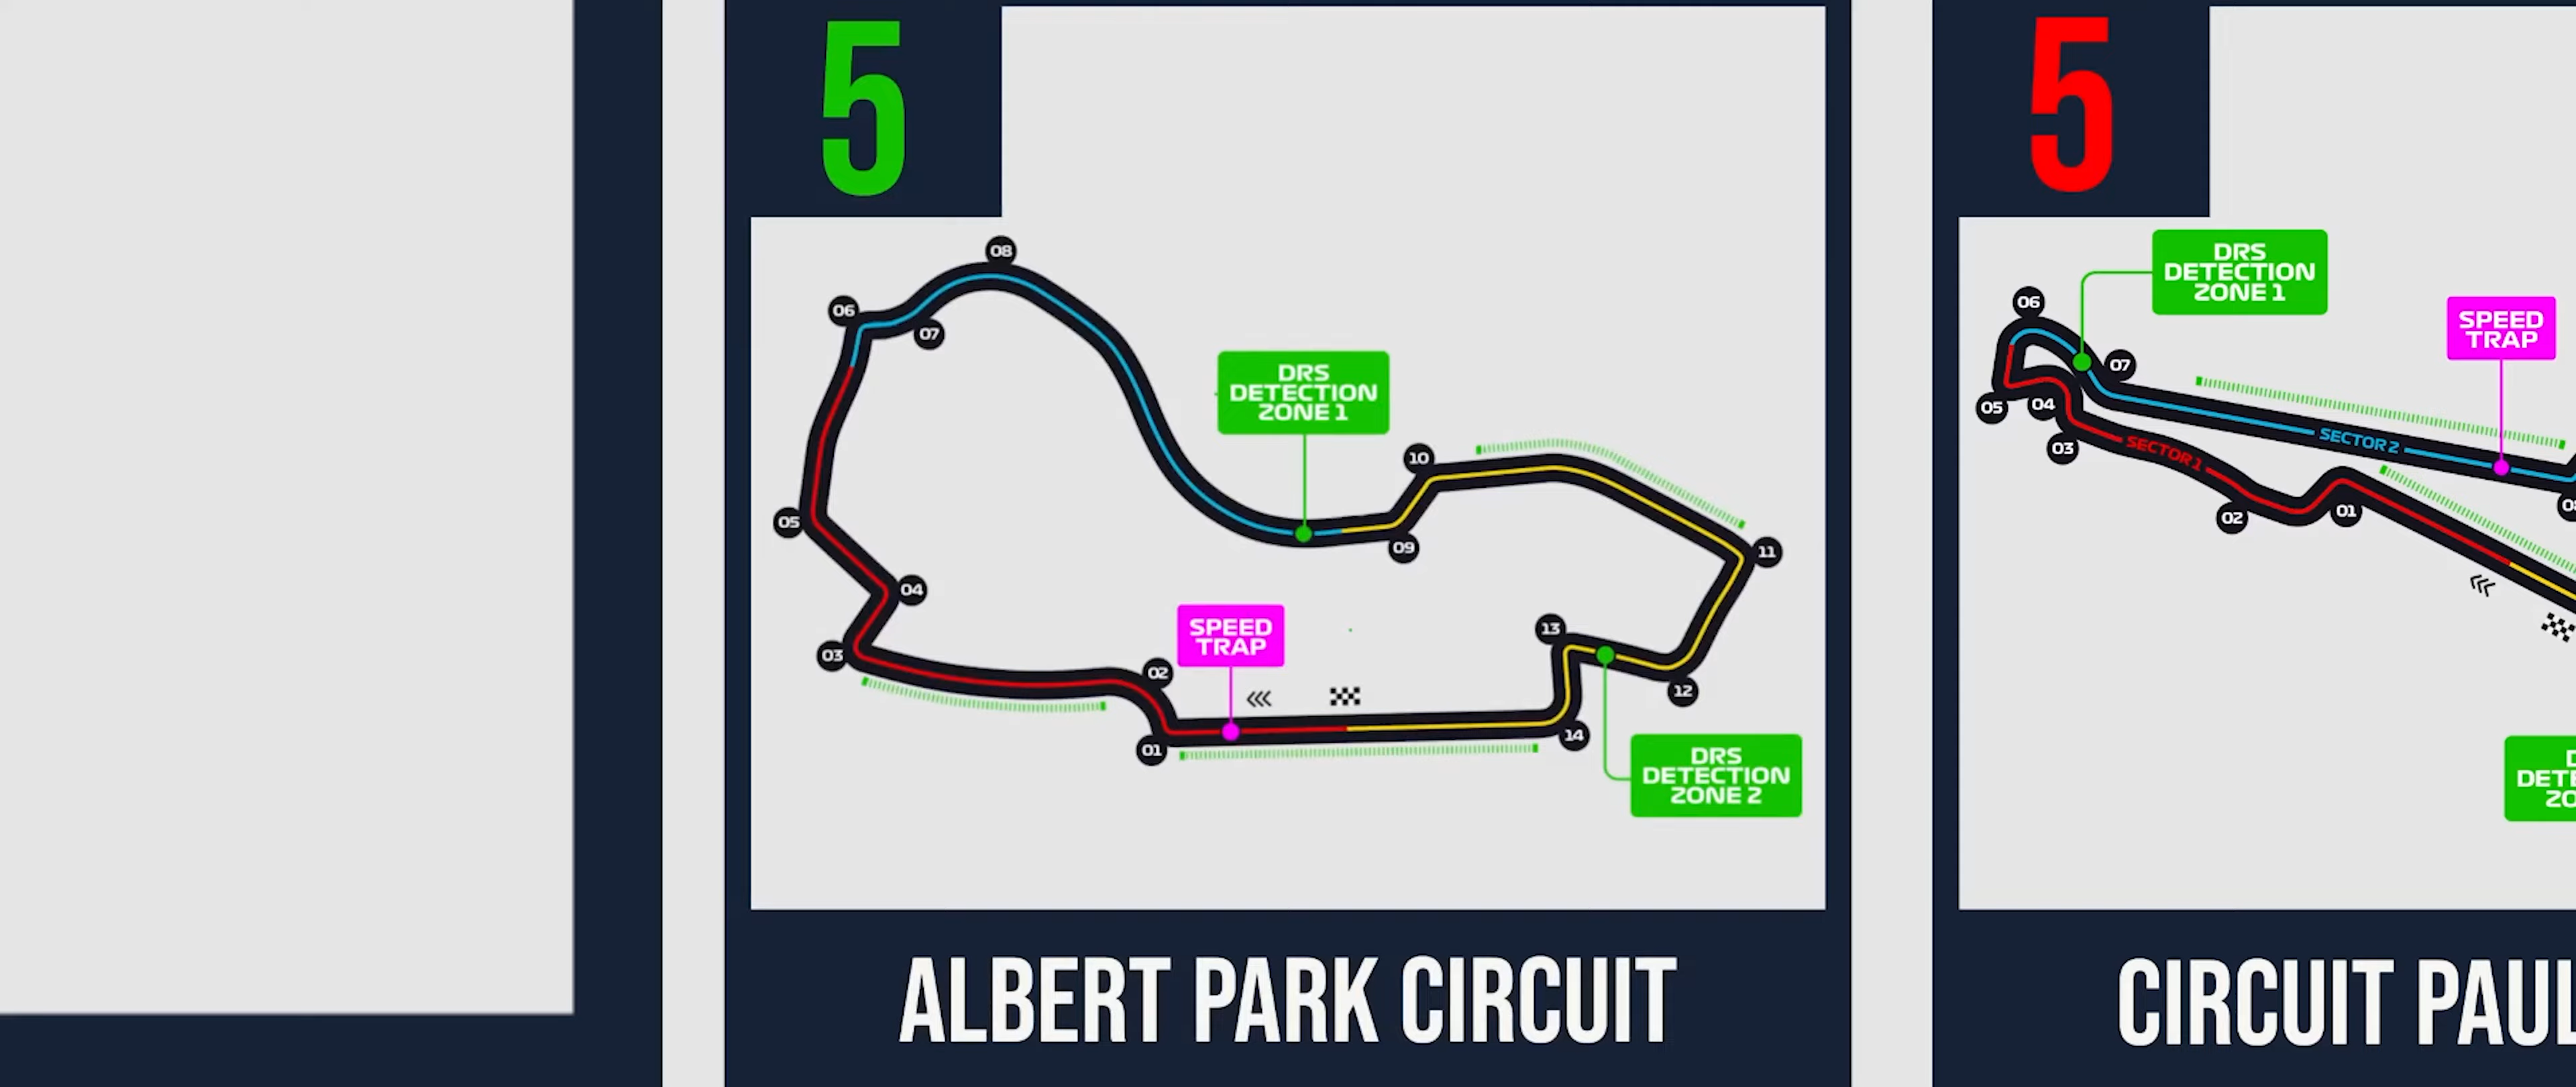 5
08
06
07
DRS
DETECTION
ZONE 1
10
05
09
11
04
SPEED
TRAP
13
03
02
12
01
14
DRS
DETECTION
ZONE 2
ALBERT PARK CIRCUIT
5
DRS
DETECTION
ZONE 1
06
SPEED
TRAP
07
05
04
SECTOR 2
03
SECTOR 1
02
01
CIRCUIT PAUL